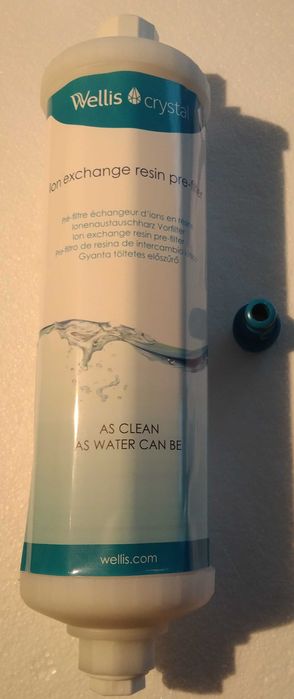 Wellis crystal
Ion exchange resin pre-filter
Pré-filtre échangeur d'ions en résine
Ionenaustauschharz Vorfilter
Ion exchange resin pre-filter
Pre-filtro de resina de intercambio
Gyanta töltetes előszűrő
AS CLEAN
AS WATER CAN BE
wellis.com